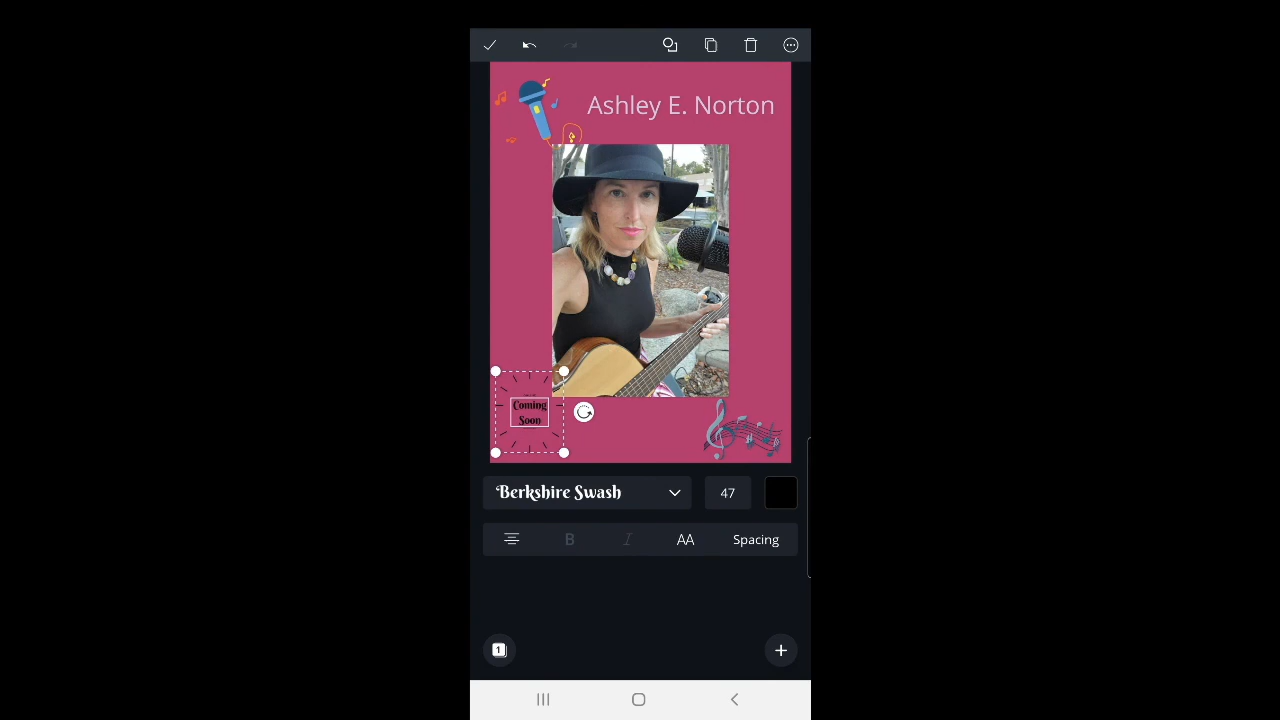 Ashley E. Norton
Coming
Soon
Berkshire Swash
47
B
I
AA
Spacing
1